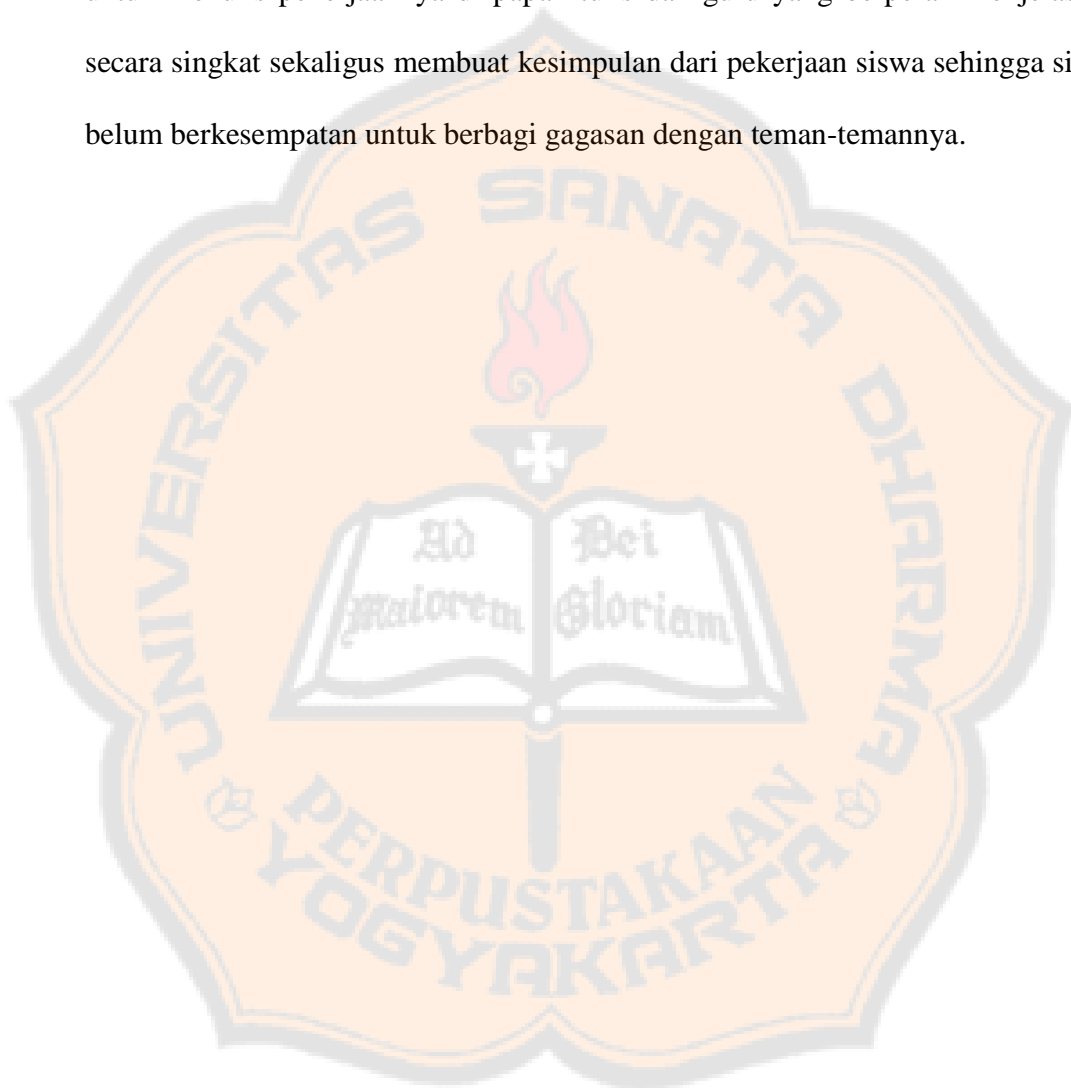 secara singkat sekaligus membuat kesimpulan dari pekerjaan siswa sehingga si
belum berkesempatan untuk berbagi gagasan dengan teman-temannya.
UNIVERSITAS SANATA DHARMA
Ad Dei
Maiorem Gloriam
PERPUSTAKAAN
YOGYAKARTA